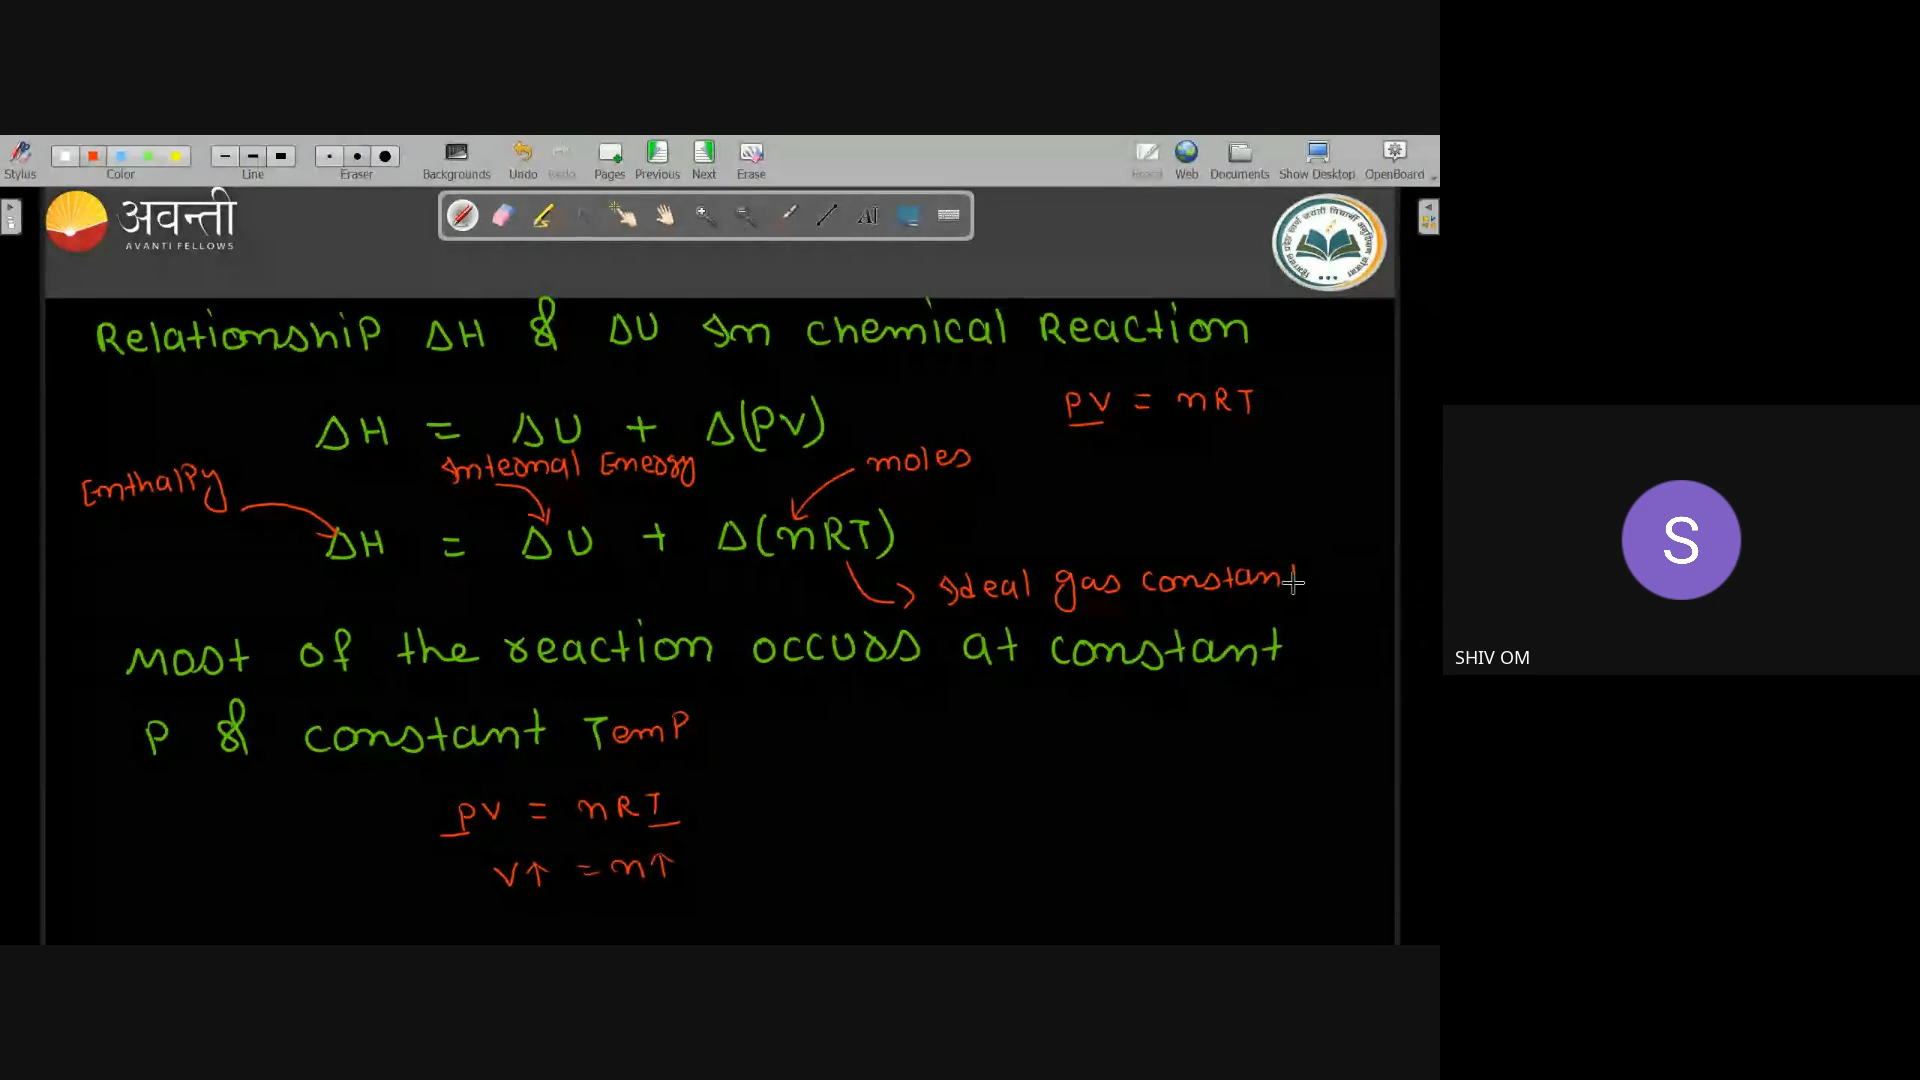 Stylus Color Line Eraser Backgrounds Undo Redo Pages Previous Next Erase Board Web Documents Show Desktop OpenBoard
अवन्ती
AVANTI FELLOWS
Relationship ΔH & ΔU In Chemical Reaction
PV = nRT
ΔH = ΔU + Δ(PV)
Enthalpy
Internal Energy
moles
ΔH = ΔU + Δ(nRT)
Ideal gas constant
Most of the reaction occurs at constant
P & constant Temp
PV = nRT
V↑ = n↑
S
SHIV OM